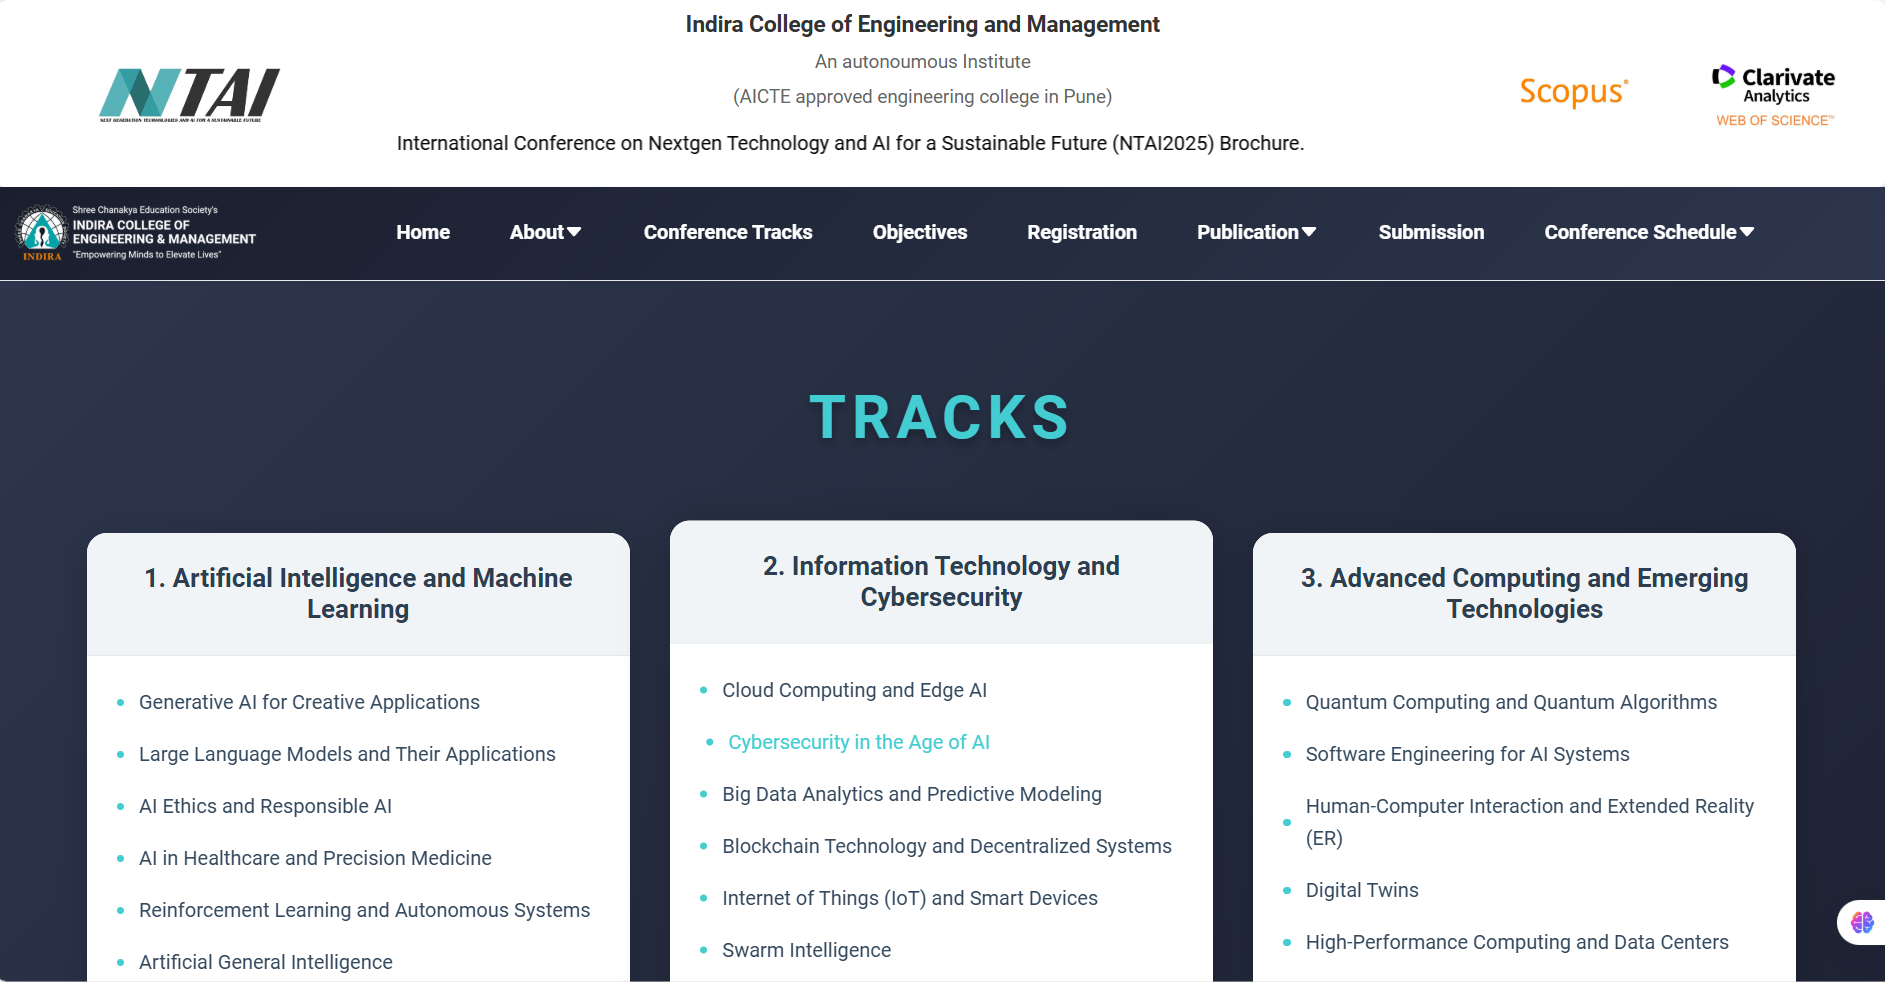 Indira College of Engineering and Management
An autonoumous Institute
(AICTE approved engineering college in Pune)
International Conference on Nextgen Technology and AI for a Sustainable Future (NTAI2025) Brochure.
NTAI
NEXT GENERATION TECHNOLOGIES AND AI FOR A SUSTAINABLE FUTURE
Scopus®
Clarivate
Analytics
WEB OF SCIENCE™
Shree Chanakya Education Society's
INDIRA COLLEGE OF
ENGINEERING & MANAGEMENT
"Empowering Minds to Elevate Lives"
INDIRA
Home About Conference Tracks Objectives Registration Publication Submission Conference Schedule
TRACKS
1. Artificial Intelligence and Machine
Learning
Generative AI for Creative Applications
Large Language Models and Their Applications
AI Ethics and Responsible AI
AI in Healthcare and Precision Medicine
Reinforcement Learning and Autonomous Systems
Artificial General Intelligence
2. Information Technology and
Cybersecurity
Cloud Computing and Edge AI
Cybersecurity in the Age of AI
Big Data Analytics and Predictive Modeling
Blockchain Technology and Decentralized Systems
Internet of Things (IoT) and Smart Devices
Swarm Intelligence
3. Advanced Computing and Emerging
Technologies
Quantum Computing and Quantum Algorithms
Software Engineering for AI Systems
Human-Computer Interaction and Extended Reality
(ER)
Digital Twins
High-Performance Computing and Data Centers